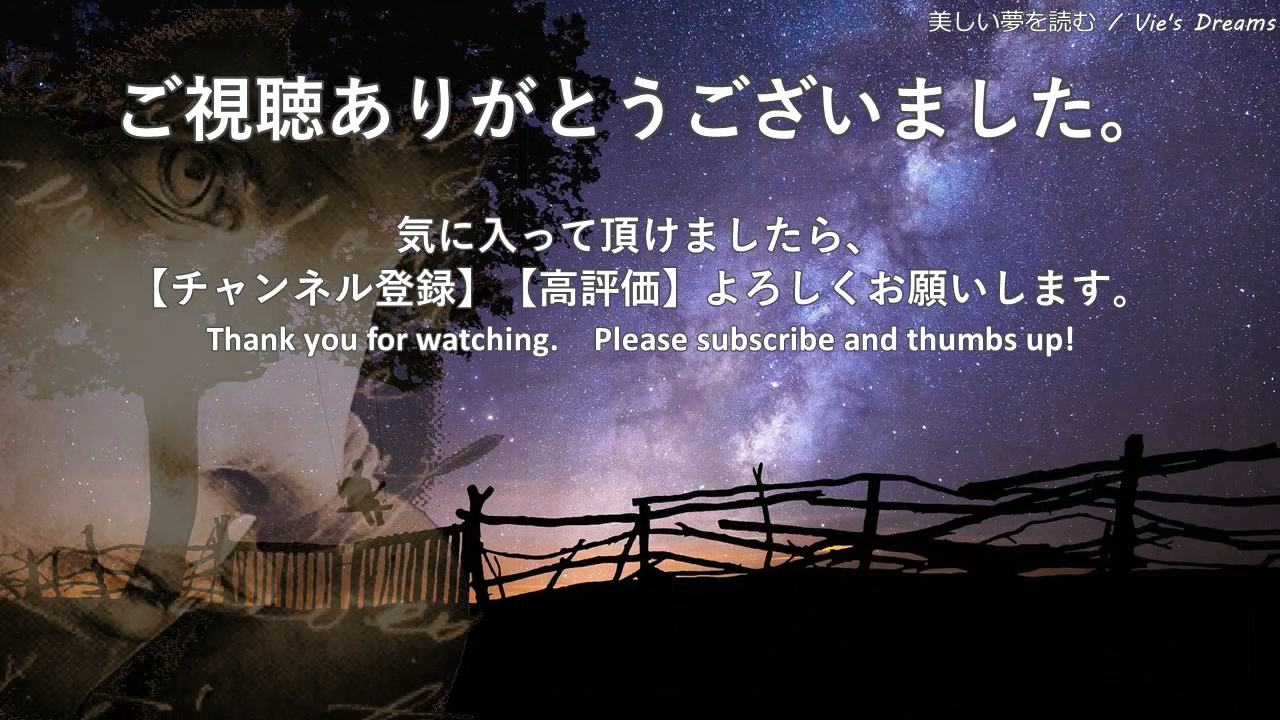 美しい夢を読む / Vie's Dreams
ご視聴ありがとうございました。
気に入って頂けましたら、
【チャンネル登録】【高評価】よろしくお願いします。
Thank you for watching. Please subscribe and thumbs up!